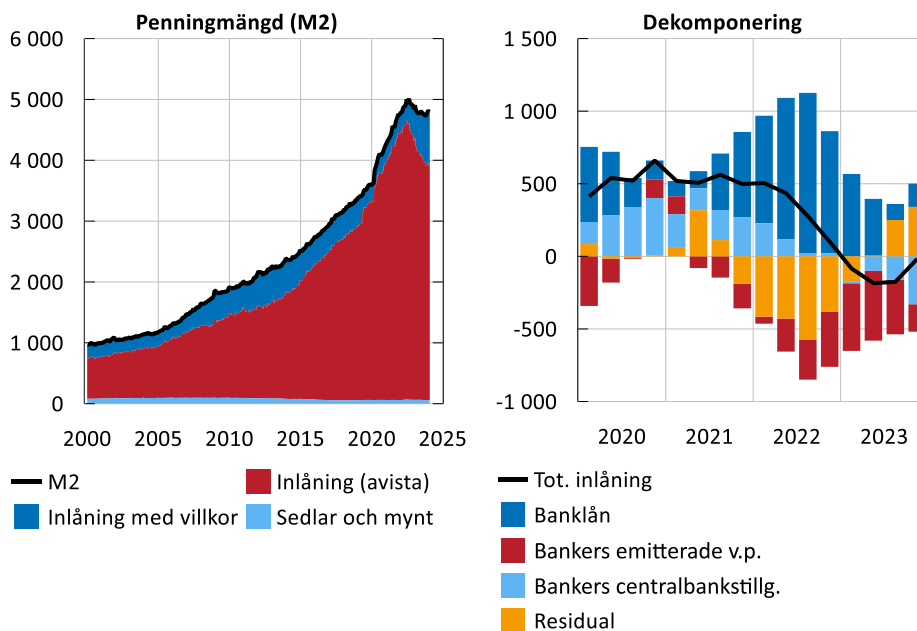 Penningmängd (M2)
6 000
5 000
4 000
3 000
2 000
1 000
0
2000 2005 2010 2015 2020 2025
M2
Inlåning (avista)
Inlåning med villkor
Sedlar och mynt
Dekomponering
1 500
1 000
500
0
-500
-1 000
2020 2021 2022 2023
Tot. inlåning
Banklån
Bankers emitterade v.p.
Bankers centralbankstillg.
Residual